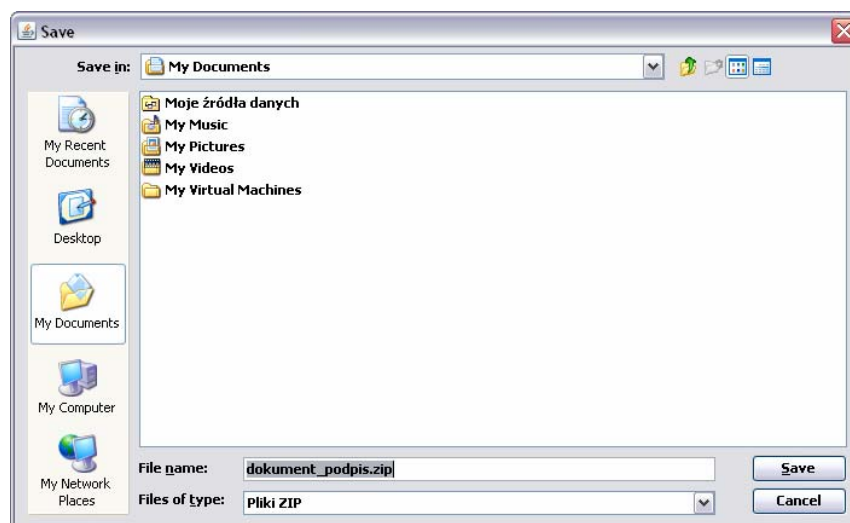 Save
Save in:
My Documents
My Recent
Documents
Desktop
My Documents
My Computer
My Network
Places
Moje źródła danych
My Music
My Pictures
My Videos
My Virtual Machines
File name:
dokument_podpis.zip
Save
Files of type:
Pliki ZIP
Cancel